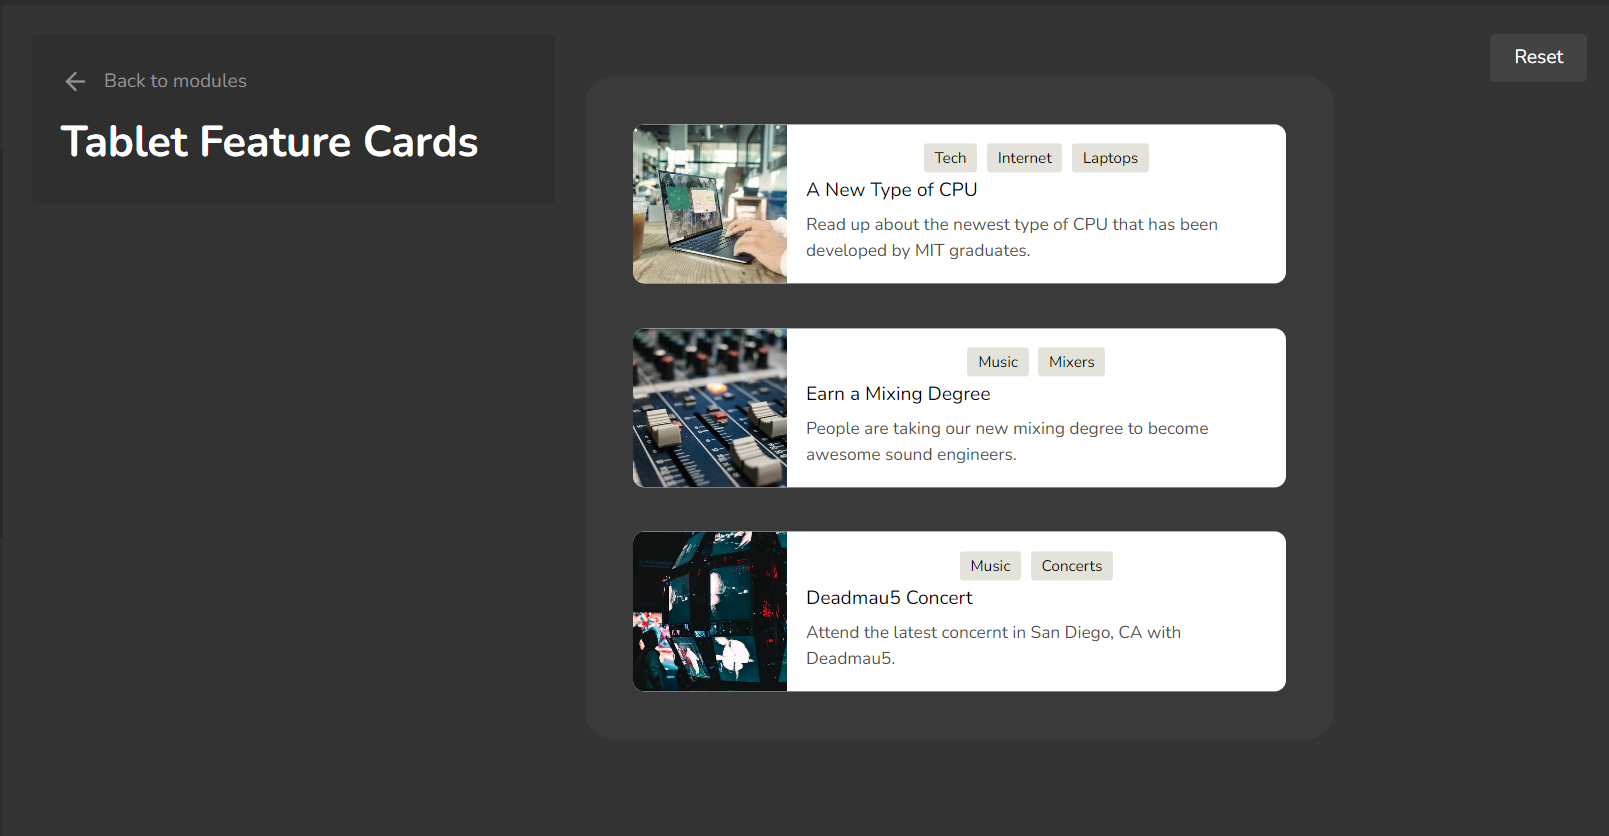 Back to modules
Tablet Feature Cards
Reset
Tech Internet Laptops
A New Type of CPU
Read up about the newest type of CPU that has been
developed by MIT graduates.
Music Mixers
Earn a Mixing Degree
People are taking our new mixing degree to become
awesome sound engineers.
Music Concerts
Deadmau5 Concert
Attend the latest concernt in San Diego, CA with
Deadmau5.